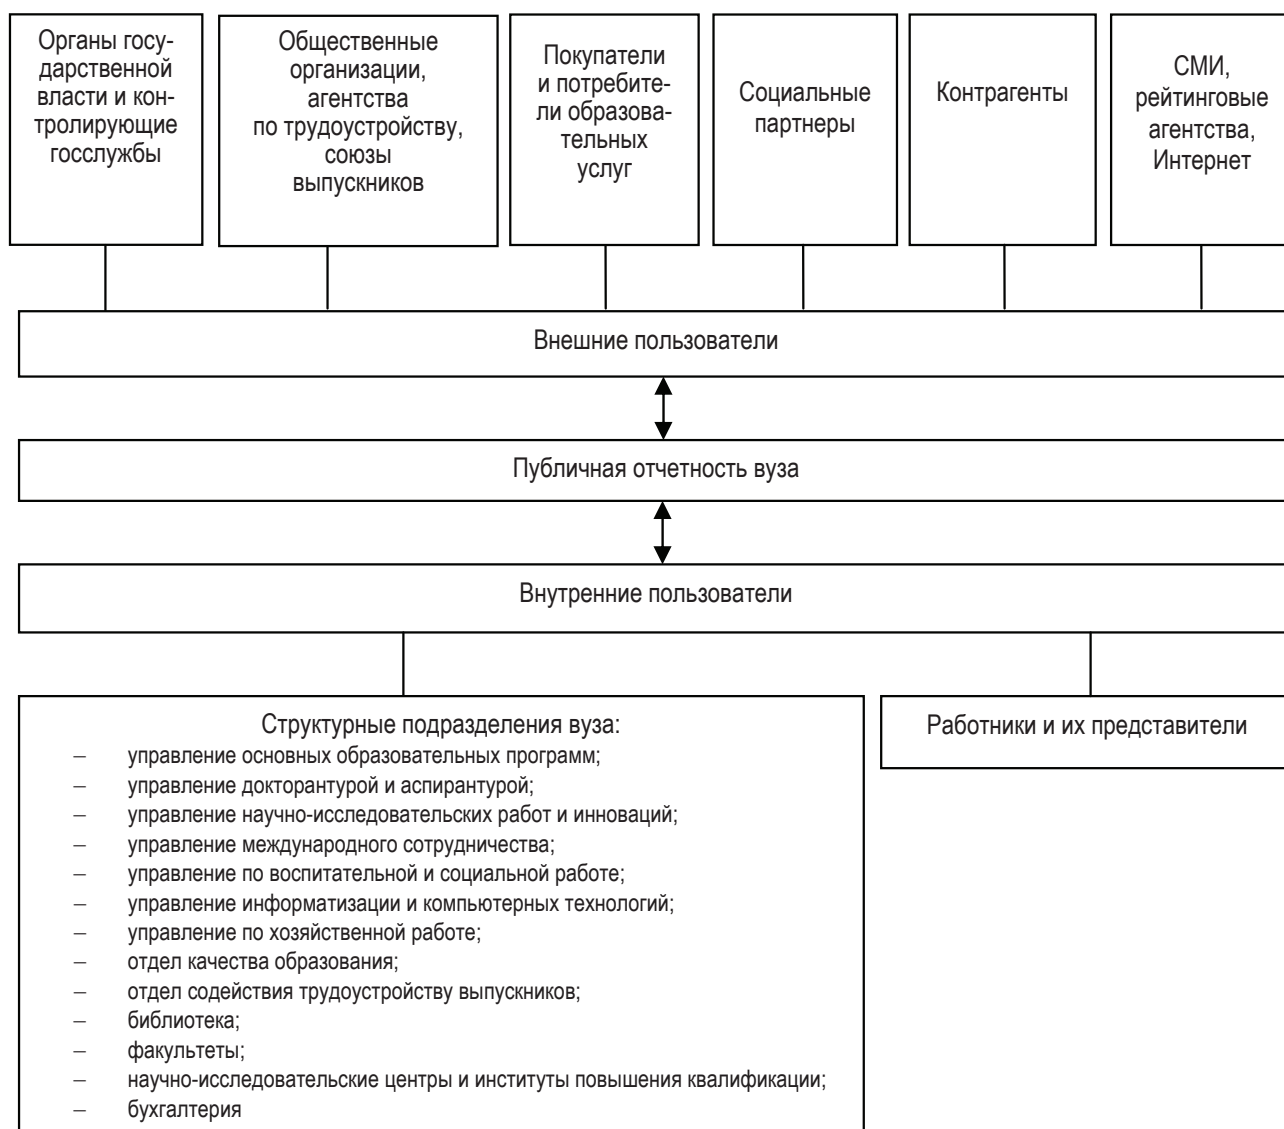 Органы госу-
дарственной
власти и кон-
тролирующие
госслужбы
Общественные
организации,
агентства
по трудоустройству,
союзы
выпускников
Покупатели
и потребите-
ли образова-
тельных
услуг
Социальные
партнеры
Контрагенты
СМИ,
рейтинговые
агентства,
Интернет
Внешние пользователи
Публичная отчетность вуза
Внутренние пользователи
Структурные подразделения вуза:
– управление основных образовательных программ;
– управление докторантурой и аспирантурой;
– управление научно-исследовательских работ и инноваций;
– управление международного сотрудничества;
– управление по воспитательной и социальной работе;
– управление информатизации и компьютерных технологий;
– управление по хозяйственной работе;
– отдел качества образования;
– отдел содействия трудоустройству выпускников;
– библиотека;
– факультеты;
– научно-исследовательские центры и институты повышения квалификации;
– бухгалтерия
Работники и их представители